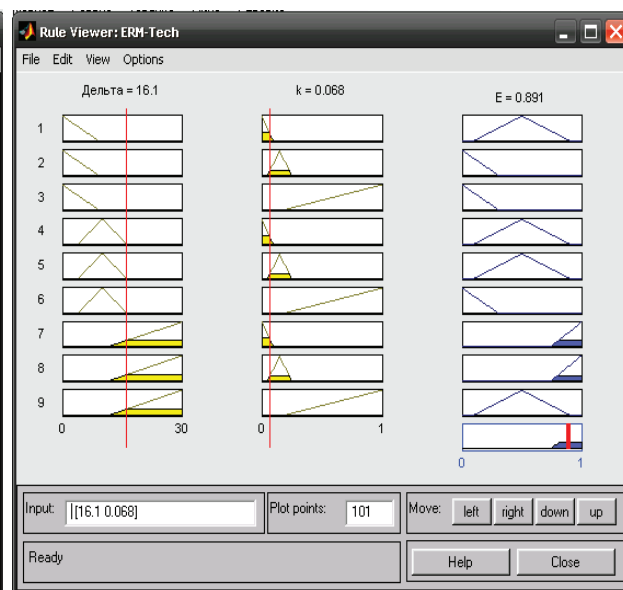 Rule Viewer: ERM-Tech
File Edit View Options
Дельта = 16.1
k = 0.068
E = 0.891
1
2
3
4
5
6
7
8
9
0 30
0 1
0 1
Input: [16.1 0.068]
Plot points: 101
Move: left right down up
Ready
Help Close